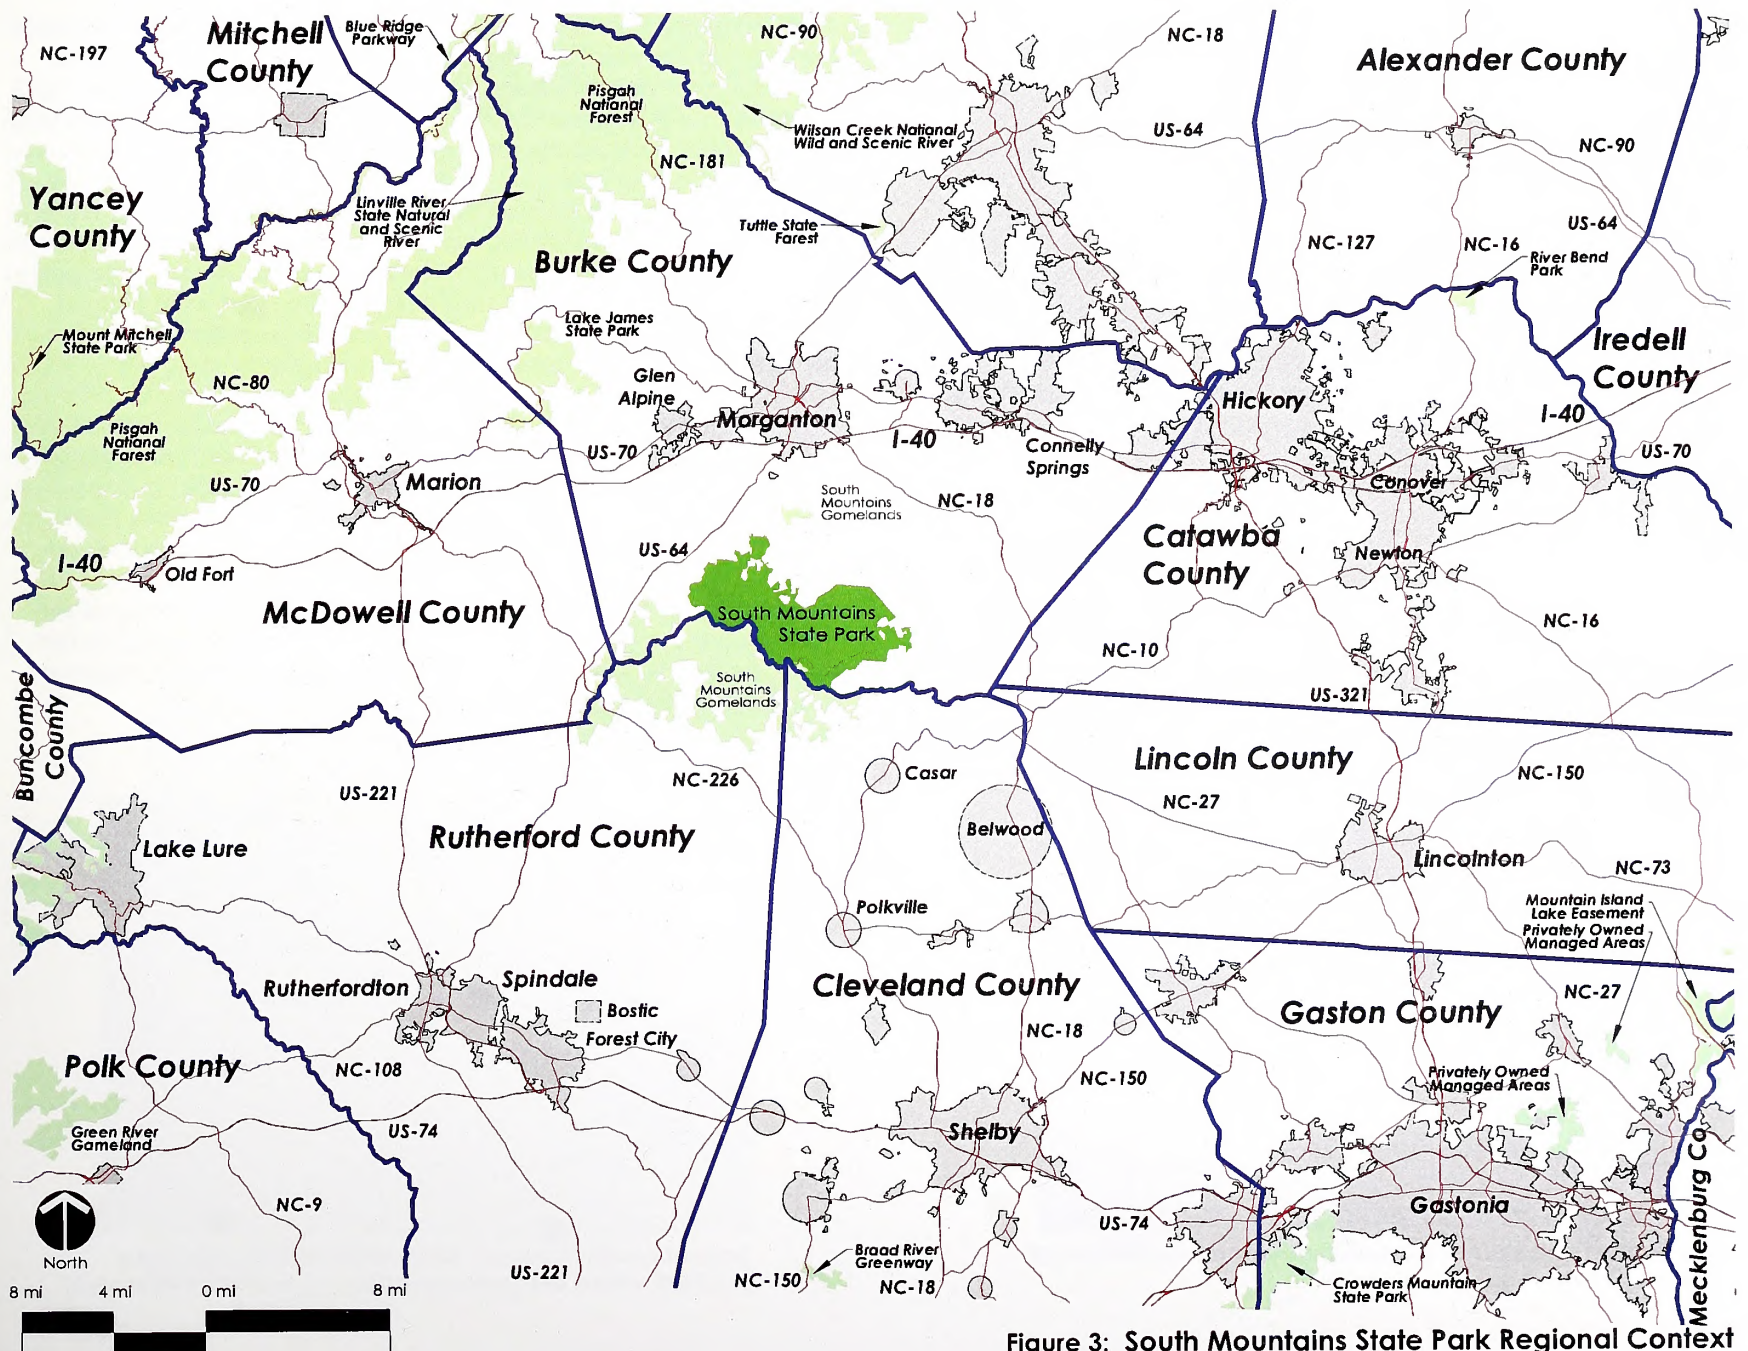 NC-197
Mitchell
County
Blue Ridge
Parkway
NC-90
NC-18
Alexander County
Pisgah
National
Forest
Wilsan Creek National
Wild and Scenic River
US-64
NC-90
NC-181
Yancey
County
Linville River
State Natural
and Scenic
River
Tuttle State
Farest
Burke County
NC-127
NC-16
US-64
River Bend
Park
Lake James
State Park
Mount Mitchell
State Park
Iredell
County
NC-80
Glen
Alpine
Morganton
Hickory
I-40
Pisgah
National
Forest
I-40
US-70
Connelly
Springs
US-70
US-70
Marion
Conover
South
Mountains
Gomelands
NC-18
Catawba
County
US-64
Newton
I-40
Old Fort
McDowell County
South Mountains
State Park
NC-16
NC-10
South
Mountains
Gomelands
US-321
Buncombe
County
Lincoln County
NC-226
Casar
NC-150
US-221
NC-27
Rutherford County
Belwood
Lake Lure
Lincolnton
NC-73
Polkville
Mountain Island
Lake Easement
Privately Owned
Managed Areas
Rutherfordton
Spindale
Cleveland County
NC-27
Bostic
Gaston County
Forest City
NC-18
Polk County
NC-108
NC-150
Privately Owned
Managed Areas
Green River
Gameland
US-74
Shelby
Mecklenburg Co.
NC-9
Gastonia
US-74
North
US-221
Braad River
Greenway
NC-150
NC-18
Crowders Mauntain
State Park
8 mi 4 mi 0 mi 8 mi
Figure 3: South Mountains State Park Regional Context